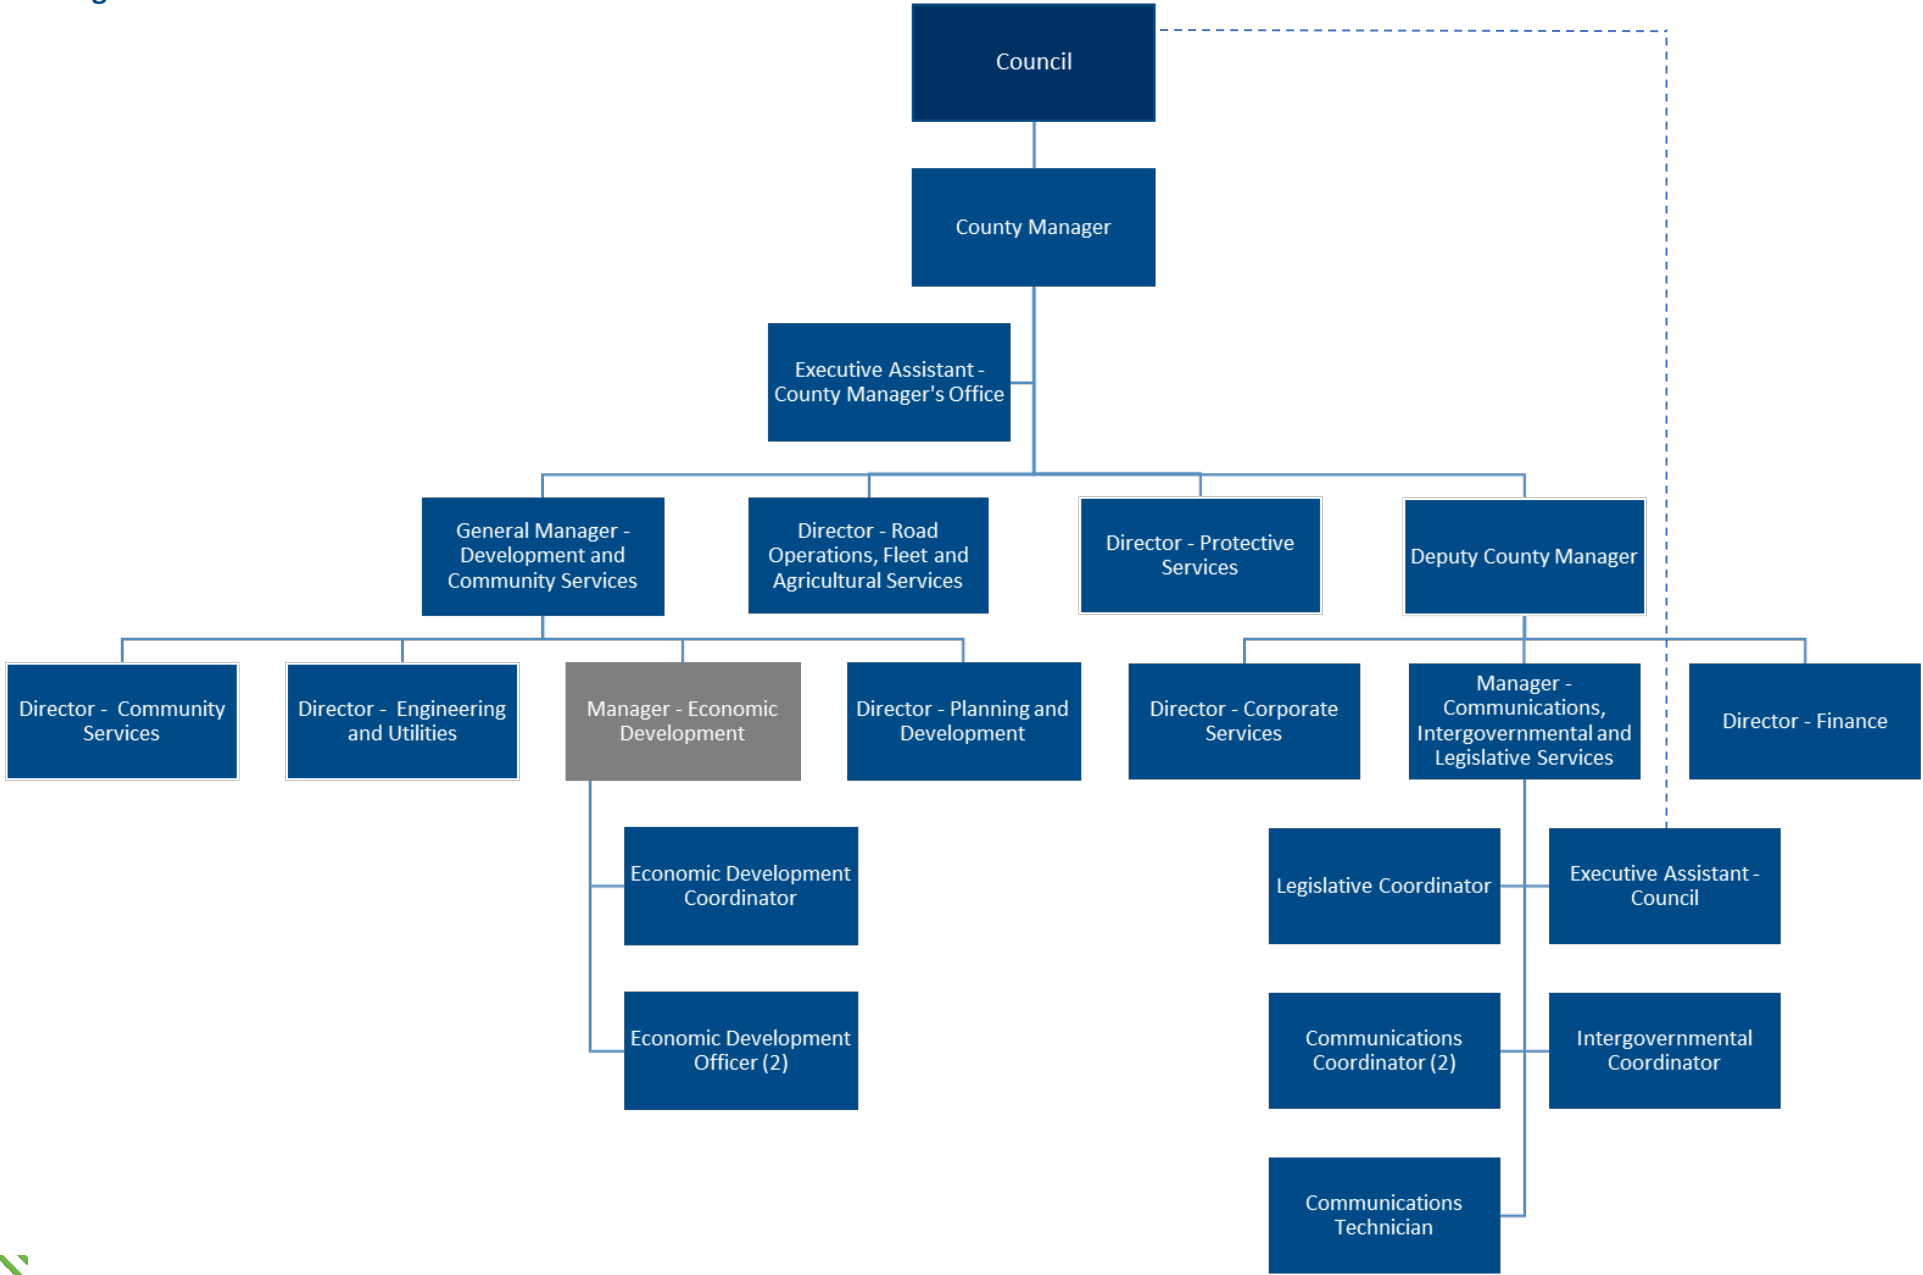 Council
County Manager
Executive Assistant -
County Manager's Office
General Manager -
Development and
Community Services
Director - Road
Operations, Fleet and
Agricultural Services
Director - Protective
Services
Deputy County Manager
Director -  Community
Services
Director -  Engineering
and Utilities
Manager - Economic
Development
Director - Planning and
Development
Director - Corporate
Services
Manager -
Communications,
Intergovernmental and
Legislative Services
Director - Finance
Economic Development
Coordinator
Legislative Coordinator
Executive Assistant -
Council
Economic Development
Officer (2)
Communications
Coordinator (2)
Intergovernmental
Coordinator
Communications
Technician